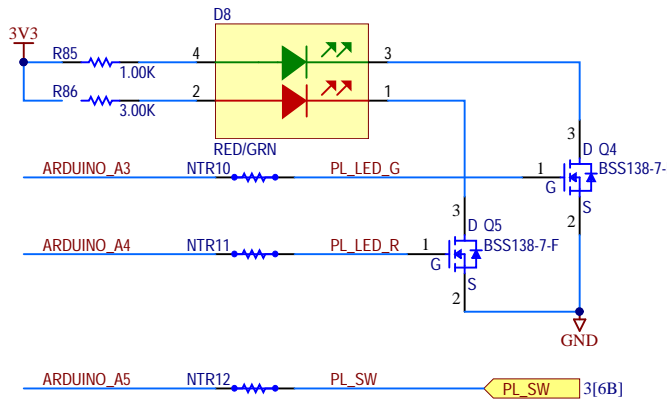 D8
3V3
R85
4
3
1.00K
R86
2
1
3.00K
RED/GRN
3
D Q4
ARDUINO_A3
NTR10
PL_LED_G
1
BSS138-7-
G
S
3
2
D Q5
ARDUINO_A4
NTR11
PL_LED_R
1
BSS138-7-F
G
S
2
GND
ARDUINO_A5
NTR12
PL_SW
PL_SW
3[6B]